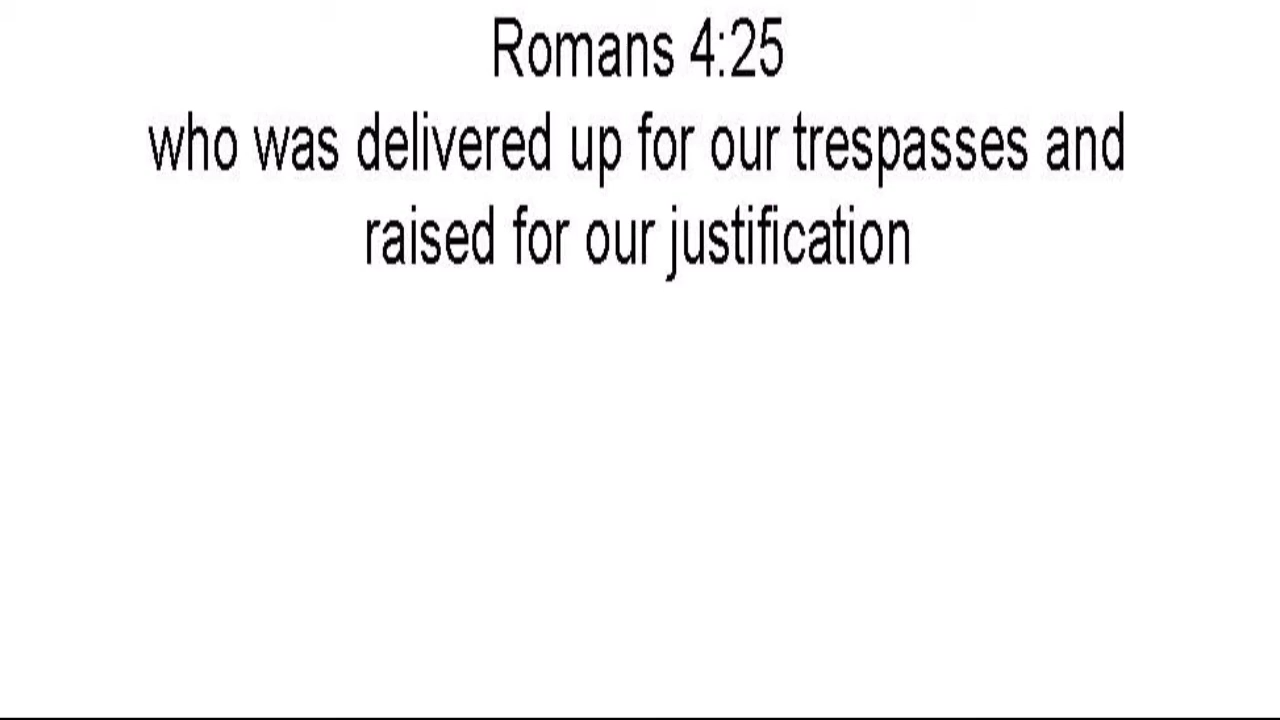 Romans 4:25
who was delivered up for our trespasses and
raised for our justification